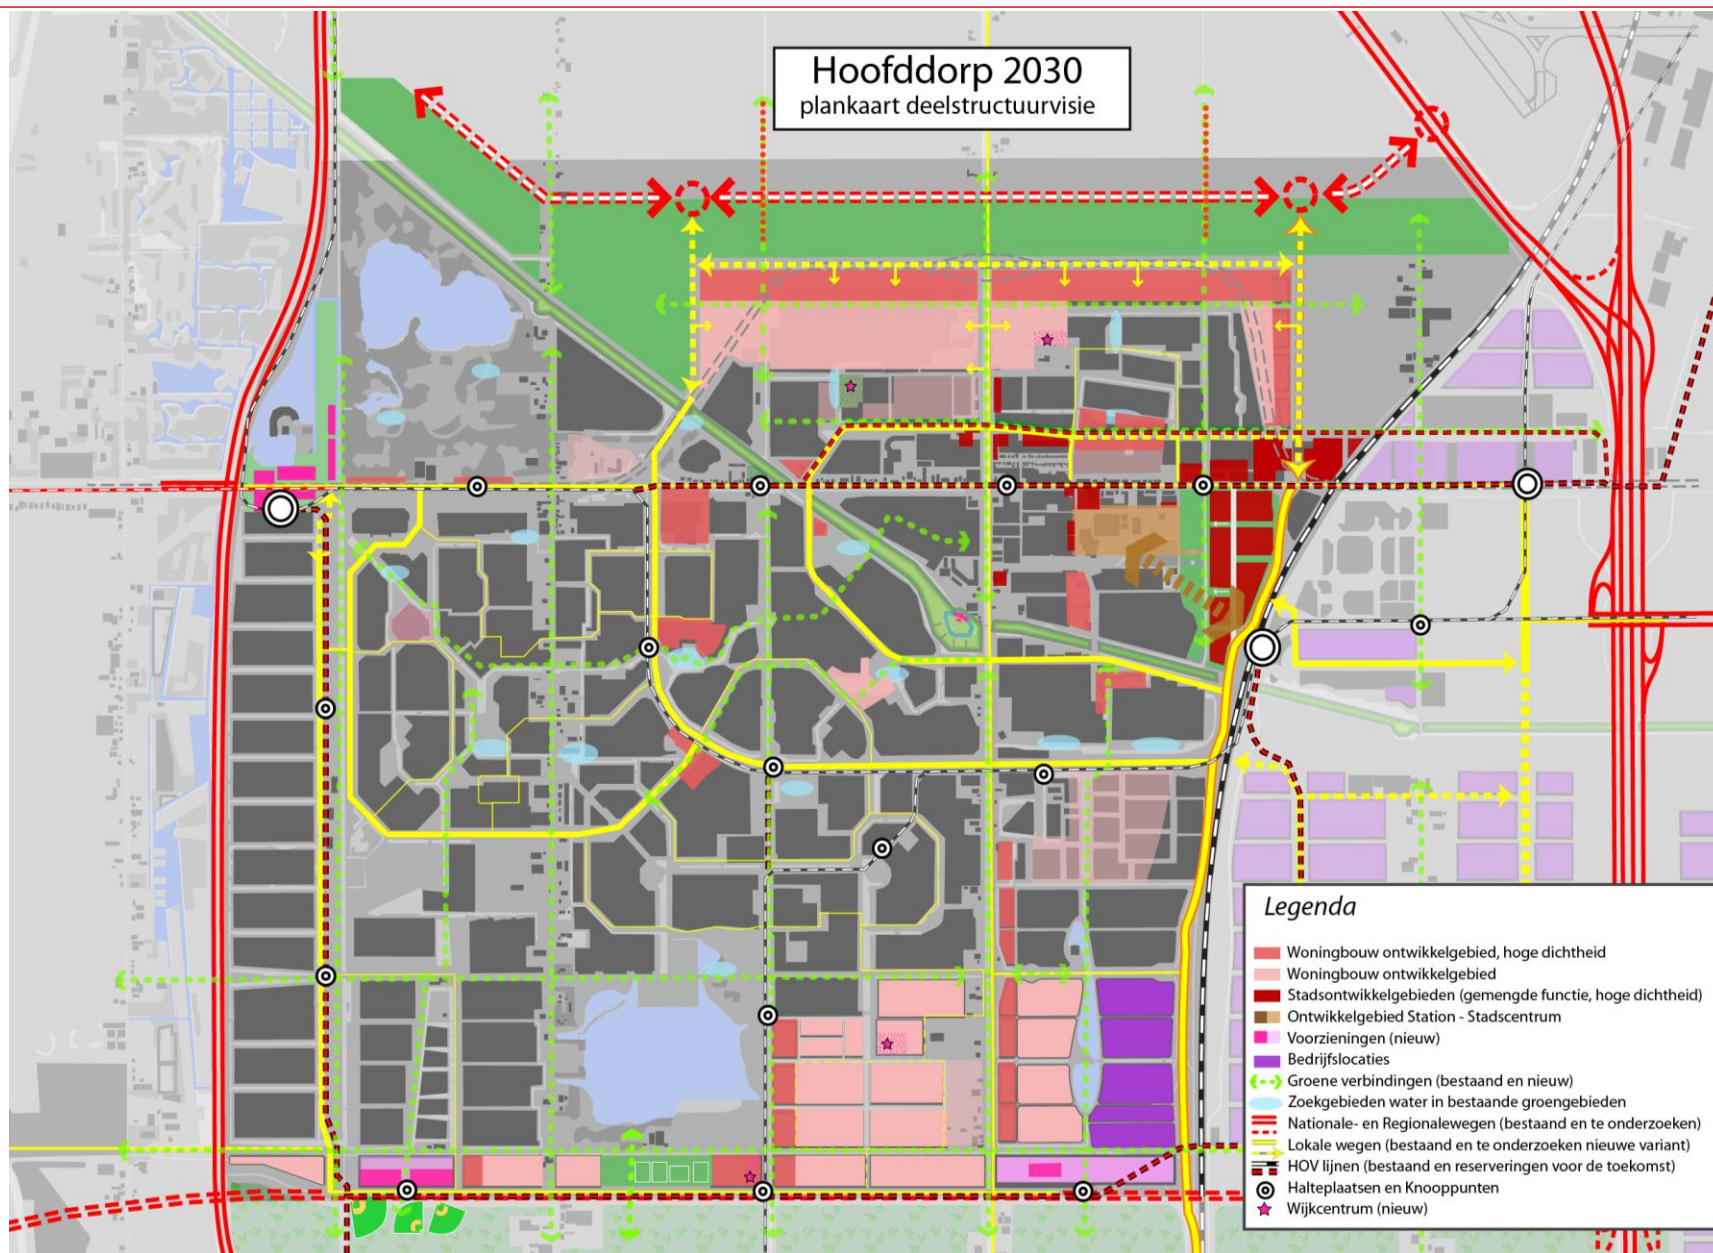 Hoofddorp 2030
plankaart deelstructuurvisie
Legenda
Woningbouw ontwikkelgebied, hoge dichtheid
Woningbouw ontwikkelgebied
Stadsontwikkelgebieden (gemengde functie, hoge dichtheid)
Ontwikkelgebied Station - Stadscentrum
Voorzieningen (nieuw)
Bedrijfslocaties
Groene verbindingen (bestaand en nieuw)
Zoekgebieden water in bestaande groengebieden
Nationale- en Regionalewegen (bestaand en te onderzoeken)
Lokale wegen (bestaand en te onderzoeken nieuwe variant)
HOV lijnen (bestaand en reserveringen voor de toekomst)
Halteplaatsen en Knooppunten
Wijkcentrum (nieuw)